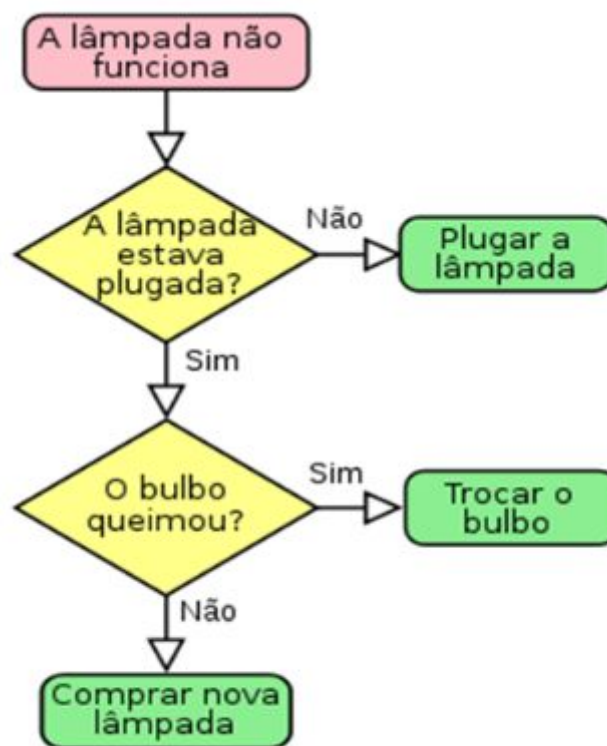 A lâmpada não
funciona
A lâmpada
estava
plugada?
Não
Plugar a
lâmpada
Sim
O bulbo
queimou?
Sim
Trocar o
bulbo
Não
Comprar nova
lâmpada